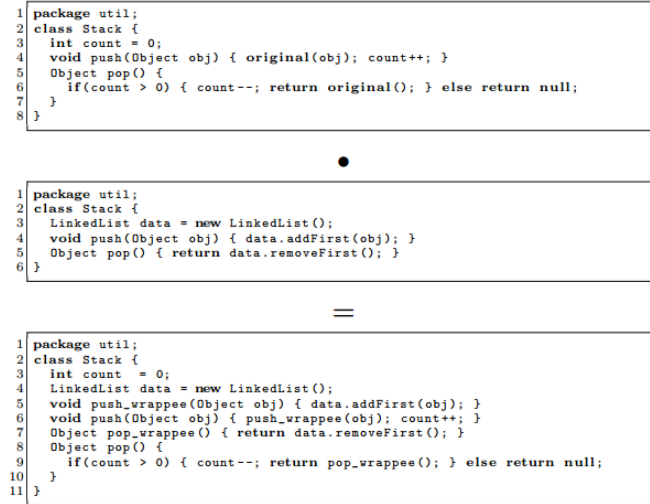 1 package util;
2 class Stack {
3 int count = 0;
4 void push(Object obj) { original(obj); count++; }
5 Object pop() {
6 if(count > 0) { count--; return original(); } else return null;
7 }
8 }
•
1 package util;
2 class Stack {
3 LinkedList data = new LinkedList();
4 void push(Object obj) { data.addFirst(obj); }
5 Object pop() { return data.removeFirst(); }
6 }
=
1 package util;
2 class Stack {
3 int count = 0;
4 LinkedList data = new LinkedList();
5 void push_wrappee(Object obj) { data.addFirst(obj); }
6 void push(Object obj) { push_wrappee(obj); count++; }
7 Object pop_wrappee() { return data.removeFirst(); }
8 Object pop() {
9 if(count > 0) { count--; return pop_wrappee(); } else return null;
10 }
11 }